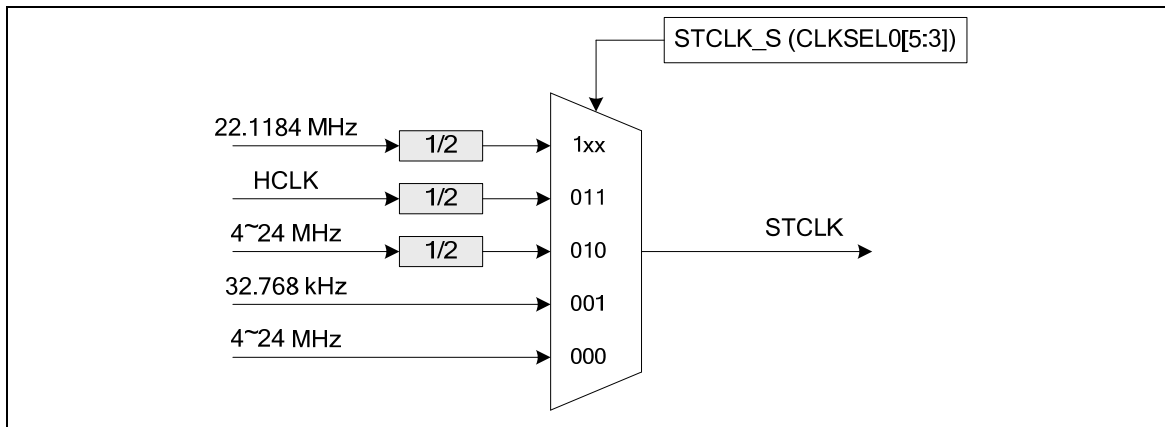 STCLK_S (CLKSEL0[5:3])
22.1184 MHz
1/2
1xx
HCLK
1/2
011
4~24 MHz
1/2
010
STCLK
32.768 kHz
001
4~24 MHz
000